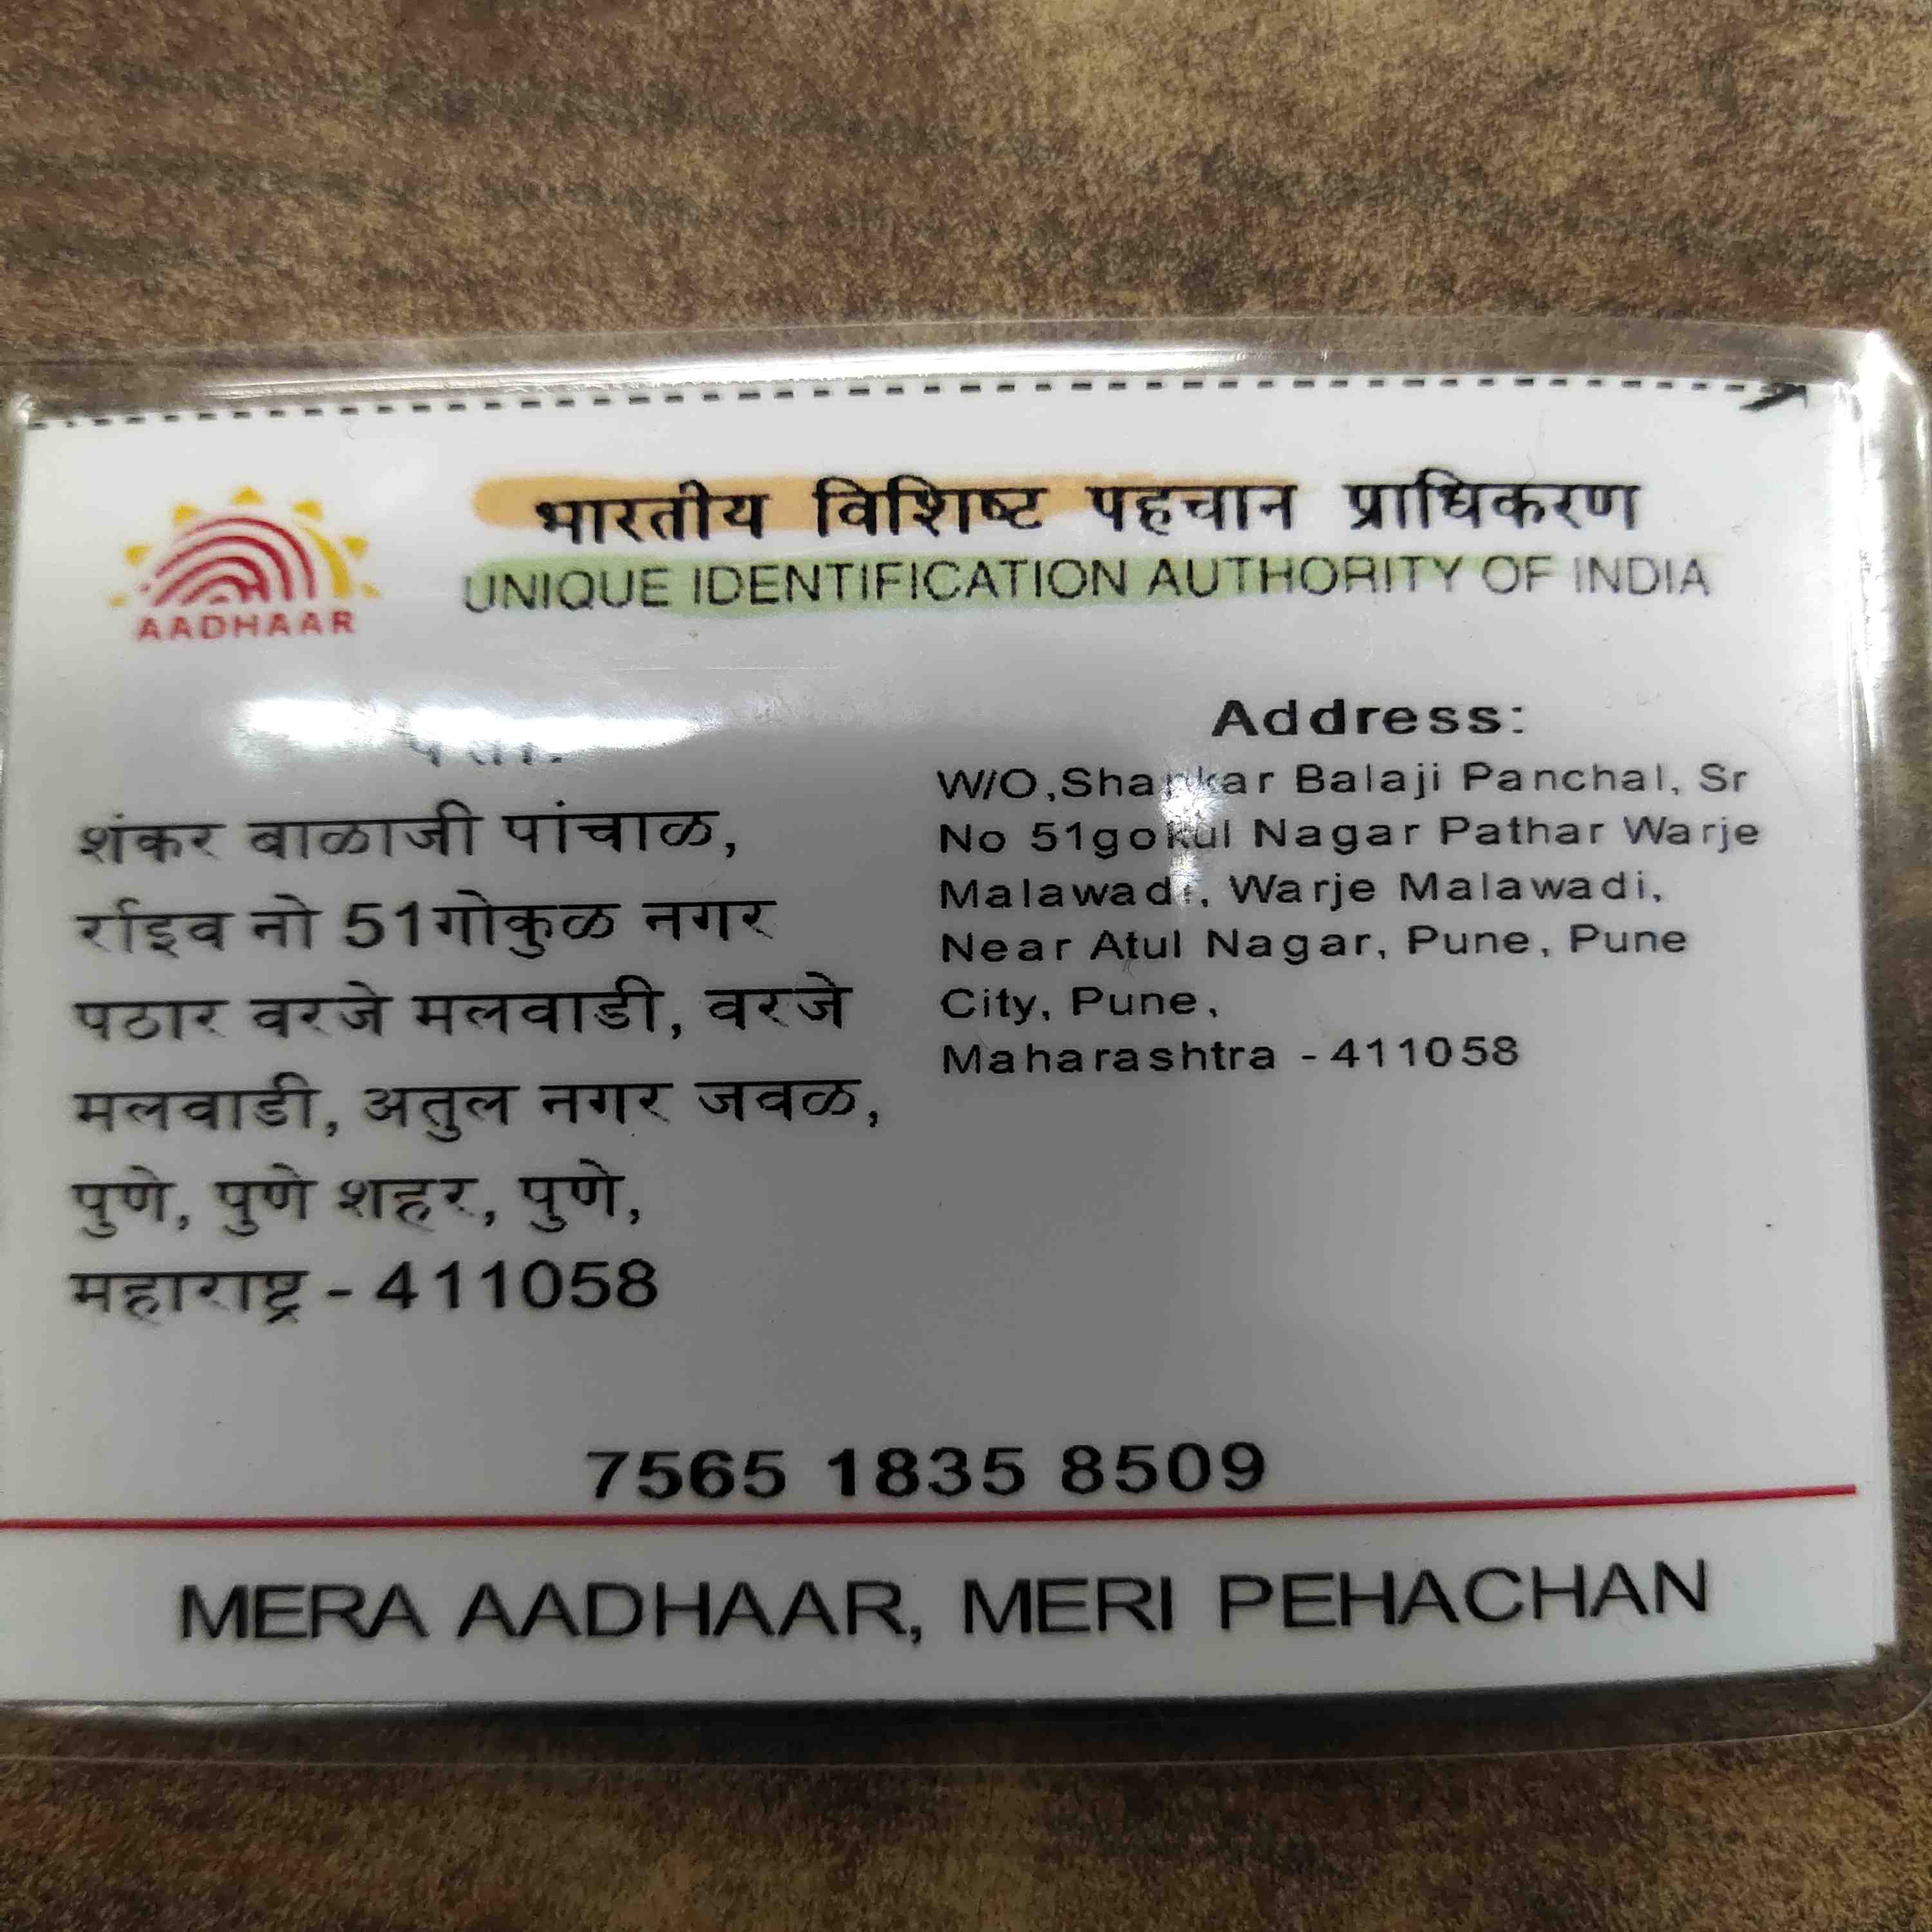 भारतीय विशिष्ट पहचान प्राधिकरण
UNIQUE IDENTIFICATION AUTHORITY OF INDIA
AADHAAR
शंकर बाळाजी पांचाळ,
र्राइव नो 51गोकुळ नगर
पठार वरजे मलवाडी, वरजे
मलवाडी, अतुल नगर जवळ,
पुणे, पुणे शहर, पुणे,
महाराष्ट्र - 411058
Address:
W/O,Shankar Balaji Panchal, Sr
No 51gokul Nagar Pathar Warje
Malawadi, Warje Malawadi,
Near Atul Nagar, Pune, Pune
City, Pune,
Maharashtra - 411058
7565 1835 8509
MERA AADHAAR, MERI PEHACHAN